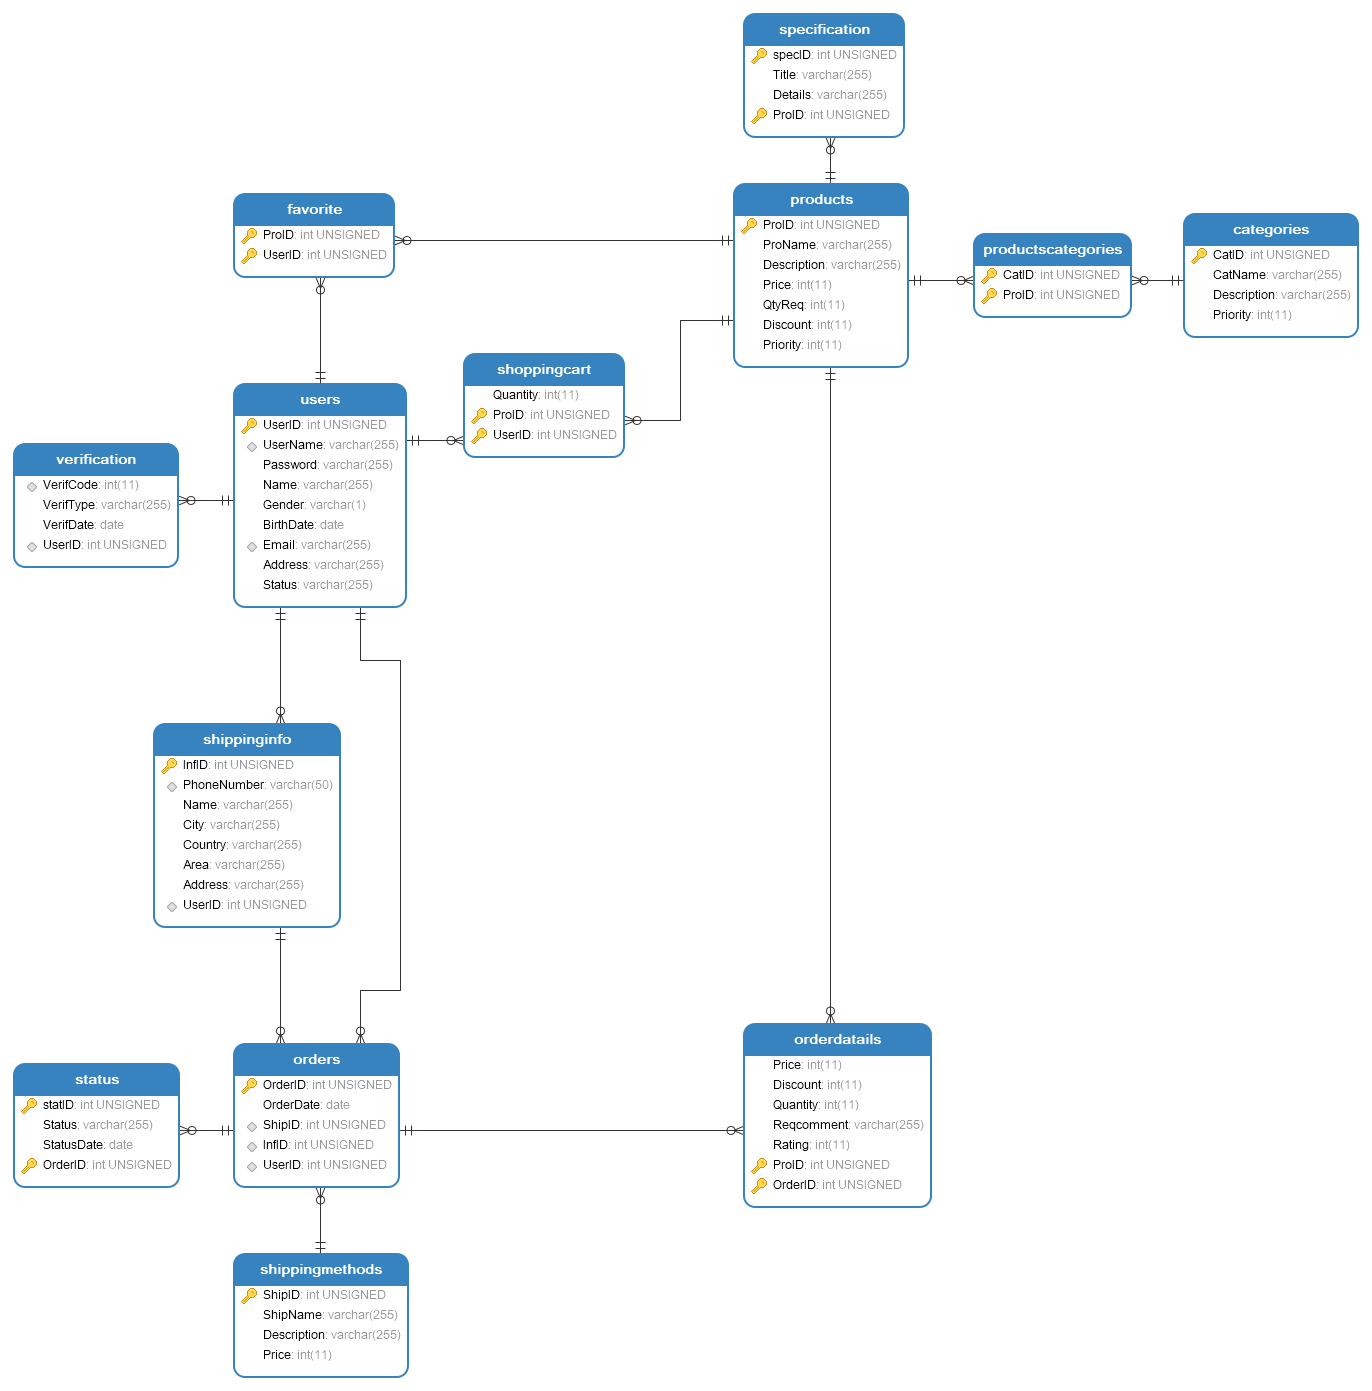 specification
specID: int UNSIGNED
Title: varchar(255)
Details: varchar(255)
ProID: int UNSIGNED
favorite
ProID: int UNSIGNED
UserID: int UNSIGNED
products
ProID: int UNSIGNED
ProName: varchar(255)
Description: varchar(255)
Price: int(11)
QtyReq: int(11)
Discount: int(11)
Priority: int(11)
productscategories
CatID: int UNSIGNED
ProID: int UNSIGNED
categories
CatID: int UNSIGNED
CatName: varchar(255)
Description: varchar(255)
Priority: int(11)
shoppingcart
Quantity: int(11)
ProID: int UNSIGNED
UserID: int UNSIGNED
users
UserID: int UNSIGNED
UserName: varchar(255)
Password: varchar(255)
Name: varchar(255)
Gender: varchar(1)
BirthDate: date
Email: varchar(255)
Address: varchar(255)
Status: varchar(255)
verification
VerifCode: int(11)
VerifType: varchar(255)
VerifDate: date
UserID: int UNSIGNED
shippinginfo
InfID: int UNSIGNED
PhoneNumber: varchar(50)
Name: varchar(255)
City: varchar(255)
Country: varchar(255)
Area: varchar(255)
Address: varchar(255)
UserID: int UNSIGNED
orders
OrderID: int UNSIGNED
OrderDate: date
ShipID: int UNSIGNED
InfID: int UNSIGNED
UserID: int UNSIGNED
orderdatails
Price: int(11)
Discount: int(11)
Quantity: int(11)
Reqcomment: varchar(255)
Rating: int(11)
ProID: int UNSIGNED
OrderID: int UNSIGNED
status
statID: int UNSIGNED
Status: varchar(255)
StatusDate: date
OrderID: int UNSIGNED
shippingmethods
ShipID: int UNSIGNED
ShipName: varchar(255)
Description: varchar(255)
Price: int(11)